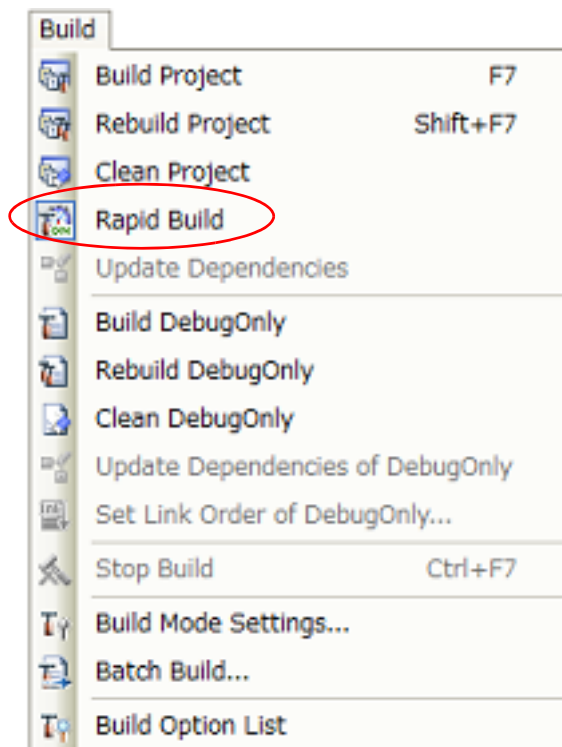 Build
Build Project F7
Rebuild Project Shift+F7
Clean Project
Rapid Build
Update Dependencies
Build DebugOnly
Rebuild DebugOnly
Clean DebugOnly
Update Dependencies of DebugOnly
Set Link Order of DebugOnly...
Stop Build Ctrl+F7
Build Mode Settings...
Batch Build...
Build Option List